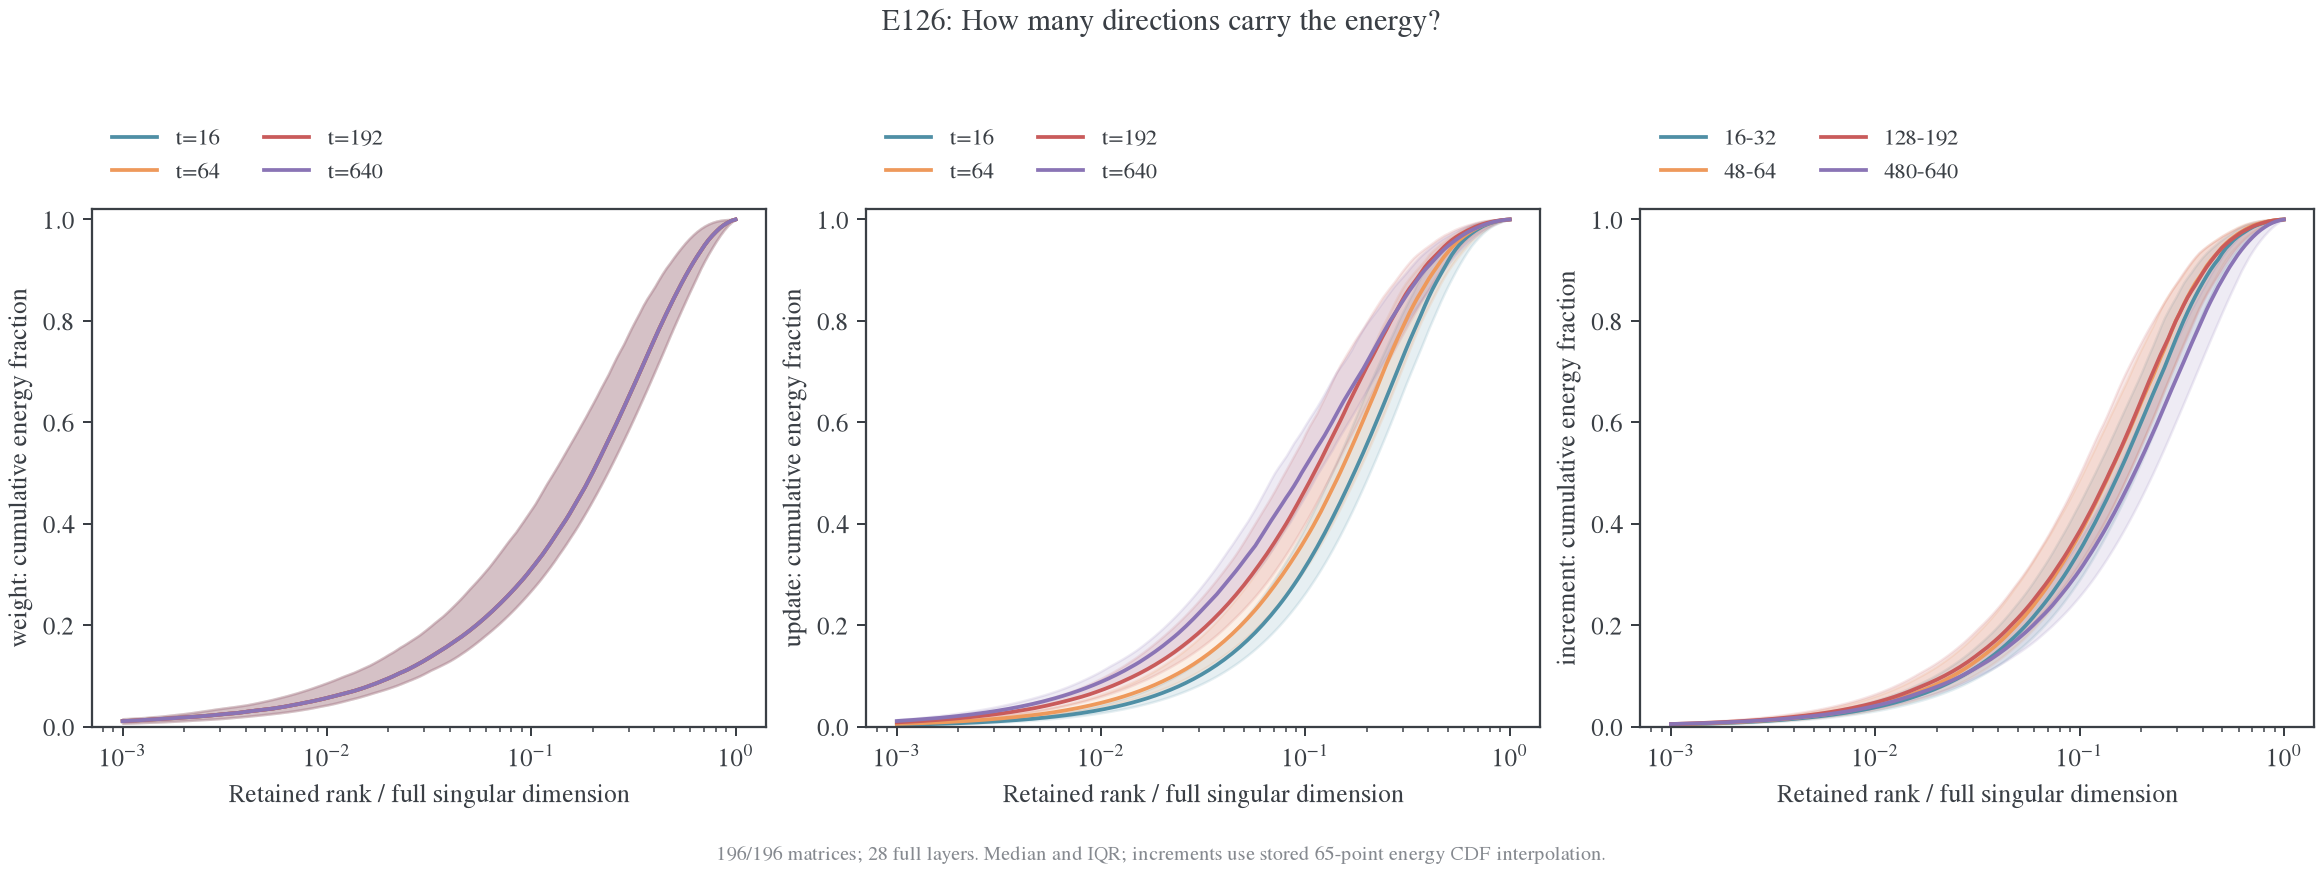 E126: How many directions carry the energy?
t=16
t=192
t=64
t=640
t=16
t=192
t=64
t=640
16-32
128-192
48-64
480-640
weight: cumulative energy fraction
1.0
0.8
0.6
0.4
0.2
0.0
10⁻³
10⁻²
10⁻¹
10⁰
Retained rank / full singular dimension
update: cumulative energy fraction
1.0
0.8
0.6
0.4
0.2
0.0
10⁻³
10⁻²
10⁻¹
10⁰
Retained rank / full singular dimension
increment: cumulative energy fraction
1.0
0.8
0.6
0.4
0.2
0.0
10⁻³
10⁻²
10⁻¹
10⁰
Retained rank / full singular dimension
196/196 matrices; 28 full layers. Median and IQR; increments use stored 65-point energy CDF interpolation.